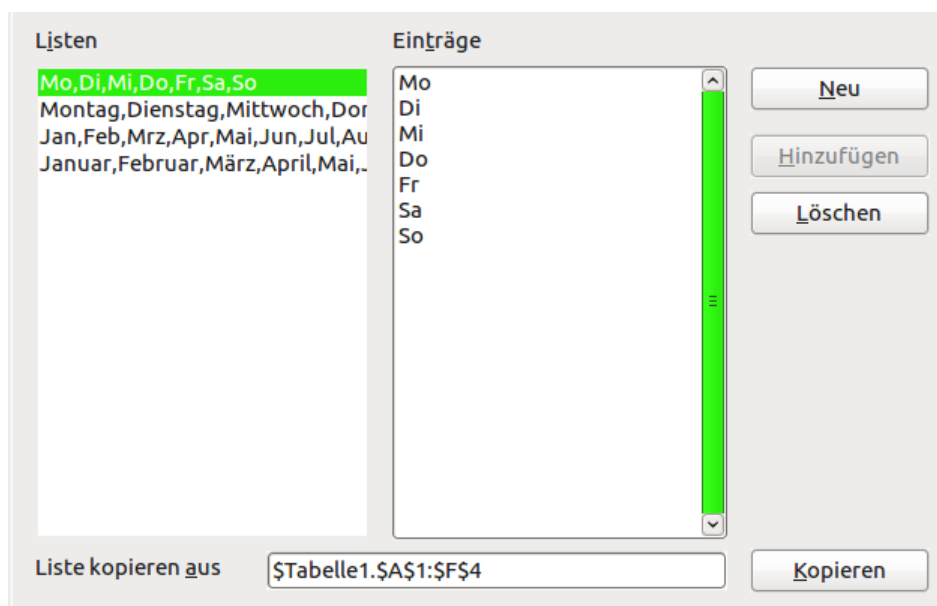 Listen
Mo,Di,Mi,Do,Fr,Sa,So
Montag,Dienstag,Mittwoch,Dor
Jan,Feb,Mrz,Apr,Mai,Jun,Jul,Au
Januar,Februar,März,April,Mai,J
Einträge
Mo
Di
Mi
Do
Fr
Sa
So
Neu
Hinzufügen
Löschen
Liste kopieren aus
$Tabelle1.$A$1:$F$4
Kopieren